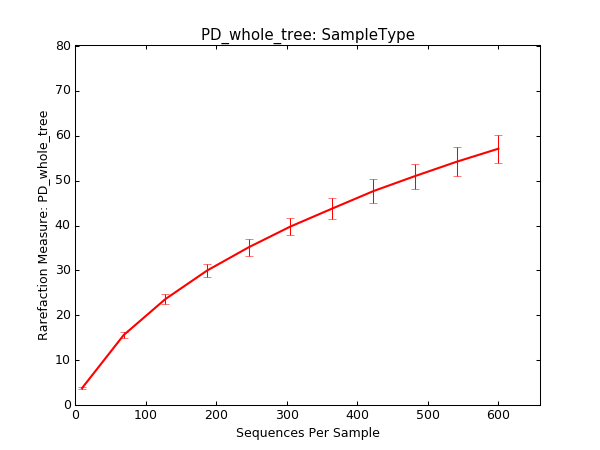 PD_whole_tree: SampleType
80
70
60
50
40
30
20
10
0
Rarefaction Measure: PD_whole_tree
0 100 200 300 400 500 600
Sequences Per Sample